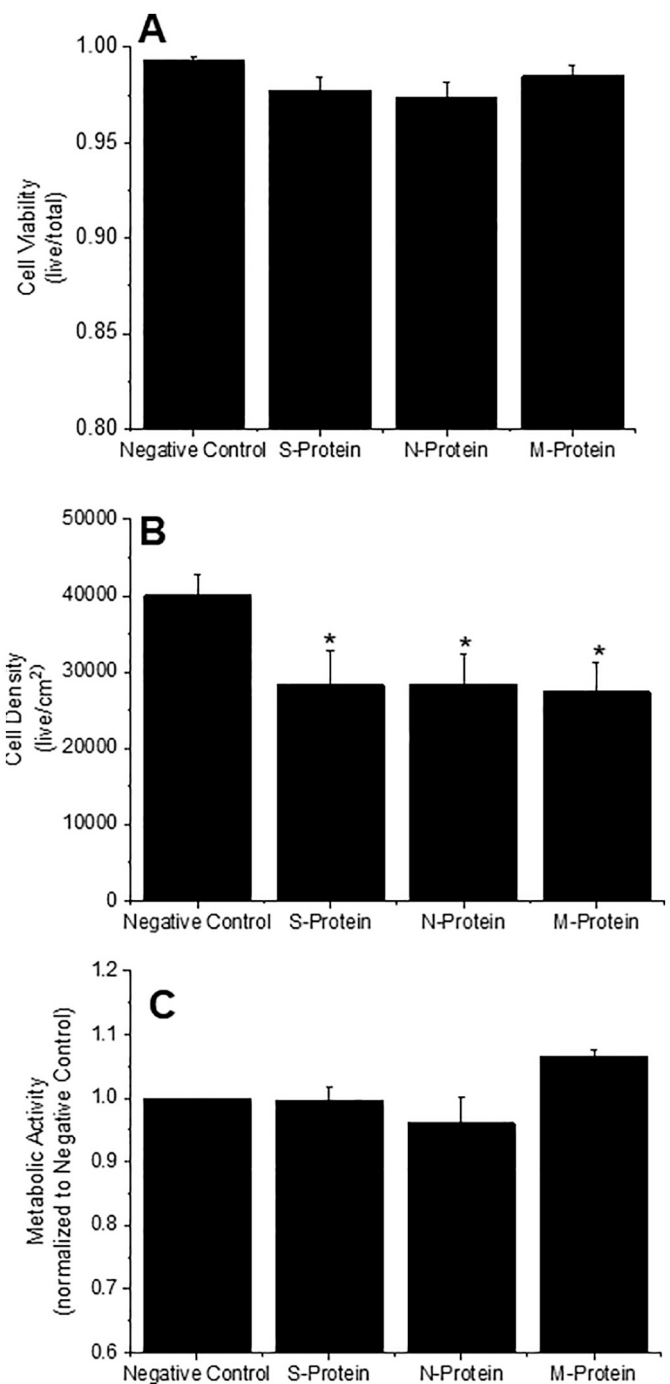 A
1.00
0.95
0.90
0.85
0.80
Cell Viability
(live/total)
Negative Control S-Protein N-Protein M-Protein
B
50000
40000
30000
20000
10000
0
Cell Density
(live/cm²)
* * *
Negative Control S-Protein N-Protein M-Protein
C
1.2
1.1
1.0
0.9
0.8
0.7
0.6
Metabolic Activity
(normalized to Negative Control)
Negative Control S-Protein N-Protein M-Protein